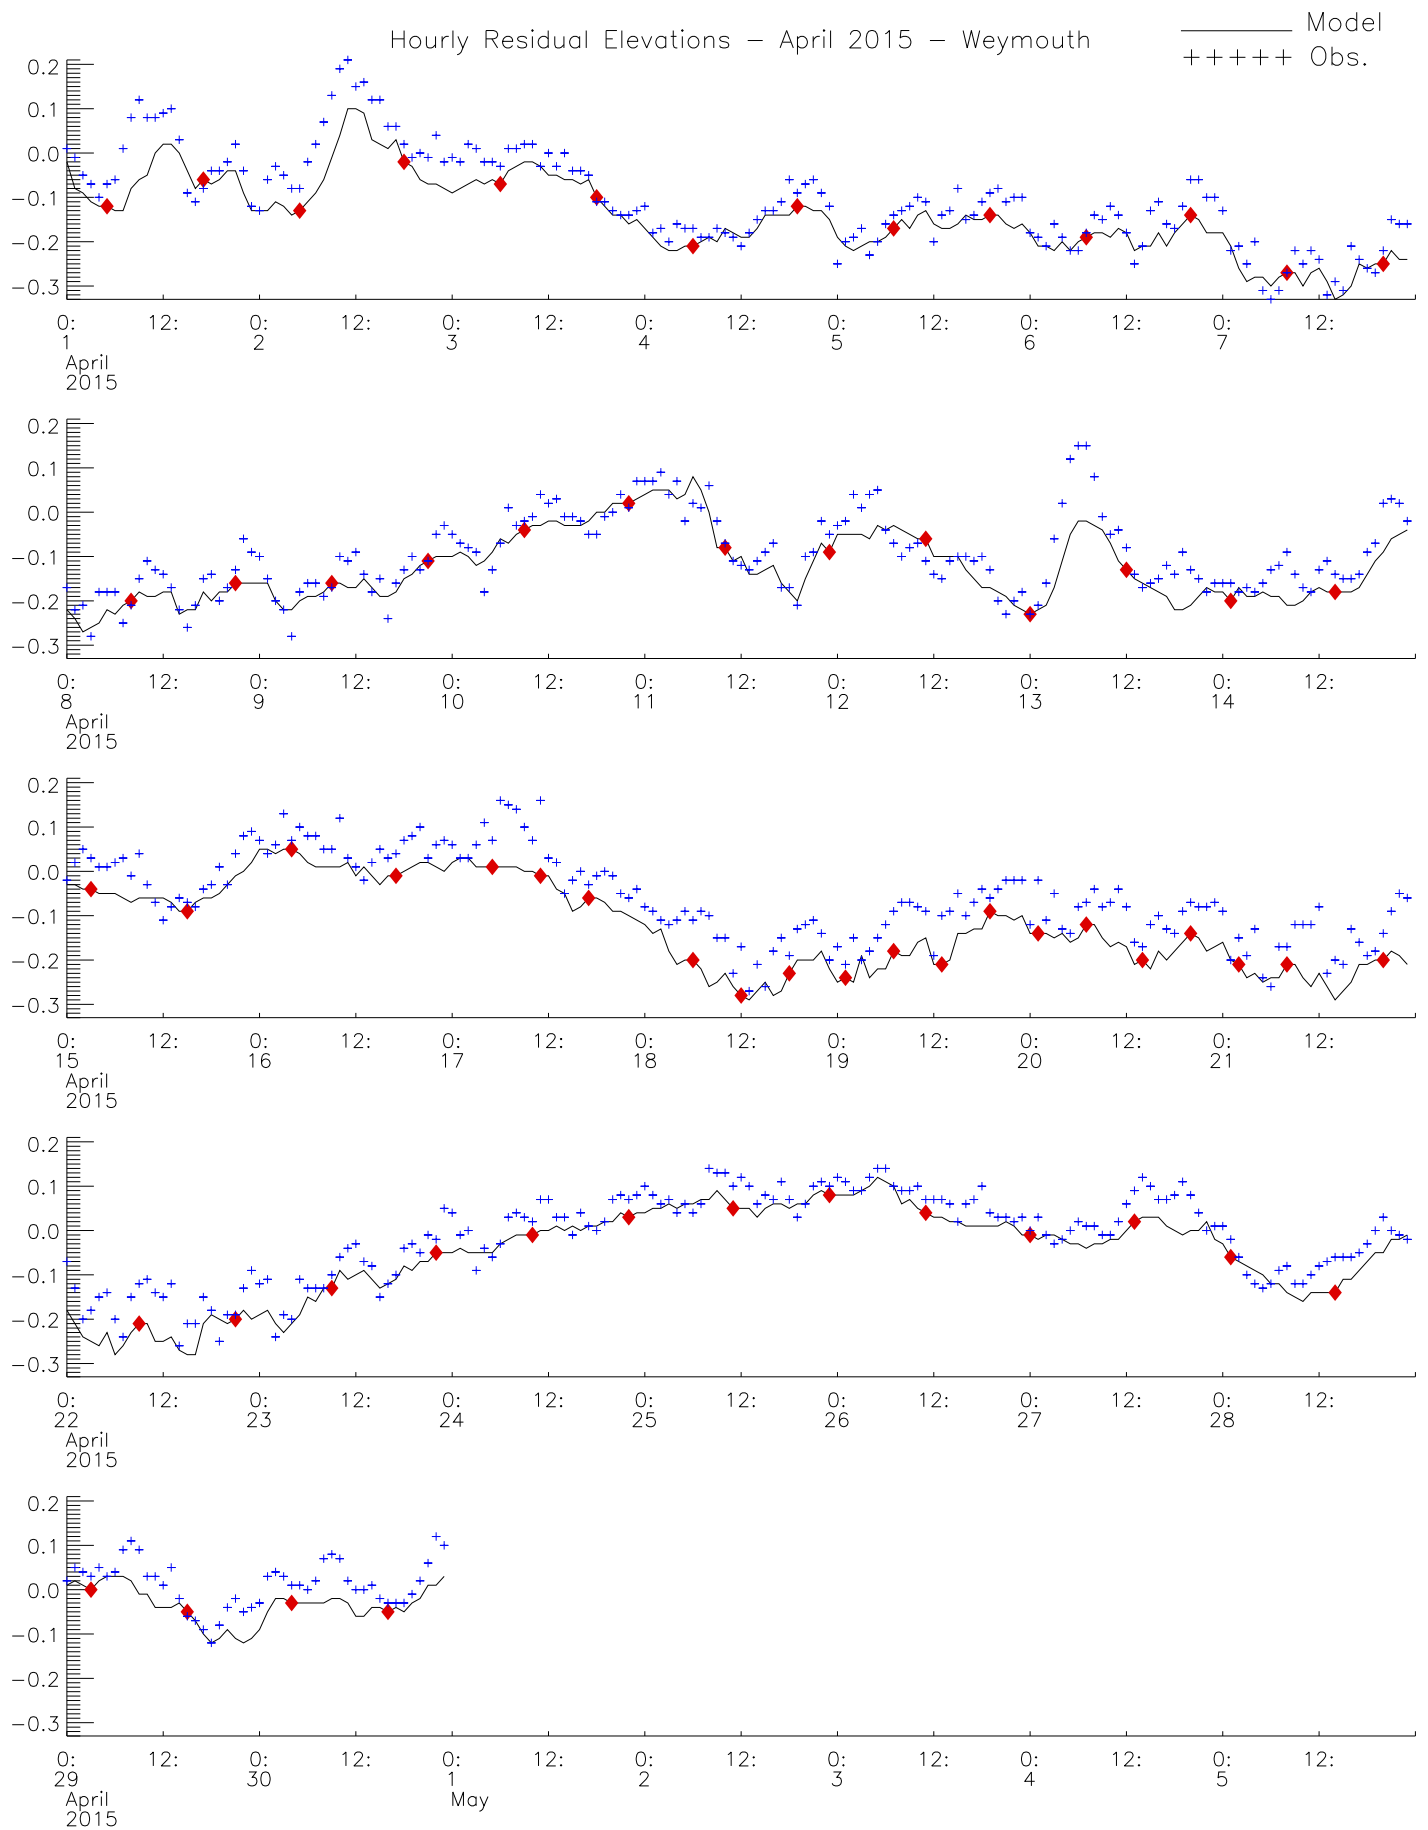 Hourly Residual Elevations – April 2015 – Weymouth
Model
+++++ Obs.
0.2
0.1
0.0
−0.1
−0.2
−0.3
0: 12: 0: 12: 0: 12: 0: 12: 0: 12: 0: 12: 0: 12:
1 2 3 4 5 6 7
April
2015
0.2
0.1
0.0
−0.1
−0.2
−0.3
0: 12: 0: 12: 0: 12: 0: 12: 0: 12: 0: 12: 0: 12:
8 9 10 11 12 13 14
April
2015
0.2
0.1
0.0
−0.1
−0.2
−0.3
0: 12: 0: 12: 0: 12: 0: 12: 0: 12: 0: 12: 0: 12:
15 16 17 18 19 20 21
April
2015
0.2
0.1
0.0
−0.1
−0.2
−0.3
0: 12: 0: 12: 0: 12: 0: 12: 0: 12: 0: 12: 0: 12:
22 23 24 25 26 27 28
April
2015
0.2
0.1
0.0
−0.1
−0.2
−0.3
0: 12: 0: 12: 0: 12: 0: 12: 0: 12: 0: 12: 0: 12:
29 30 1 2 3 4 5
April May
2015